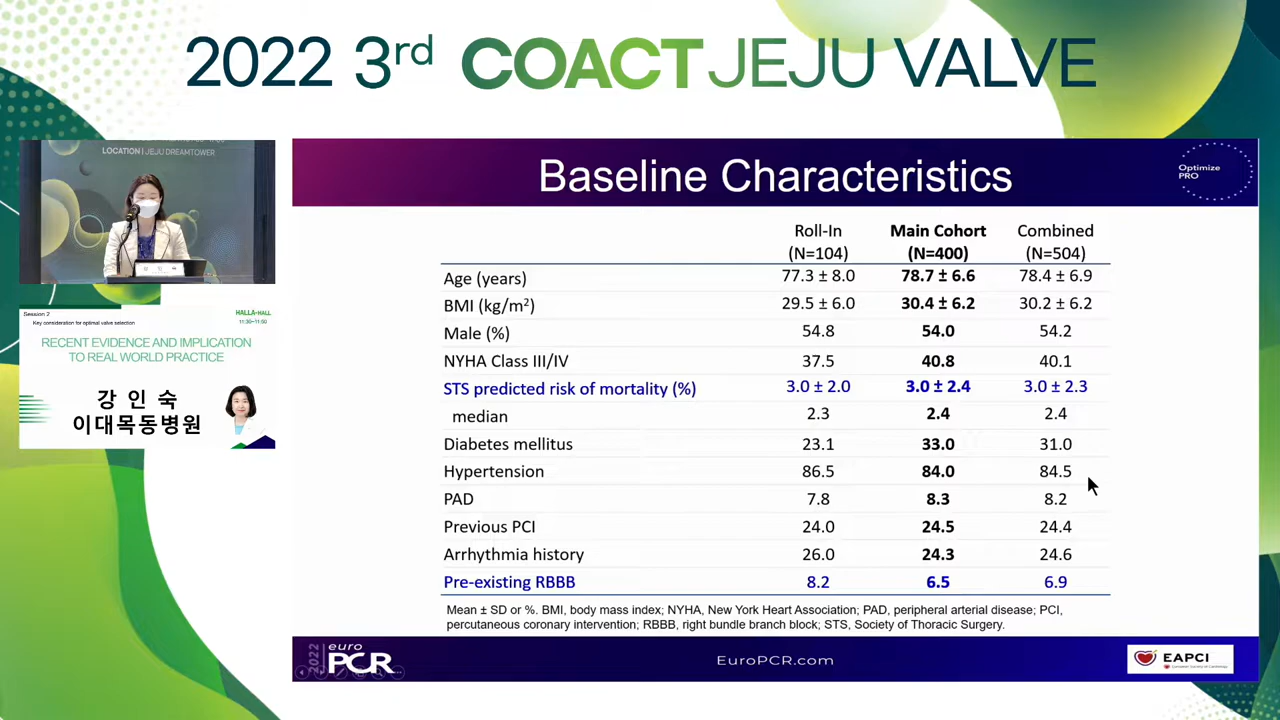 2022 3rd COACT JEJU VALVE
LOCATION | JEJU DREAMTOWER
Session 2
Key consideration for optimal valve selection
HALLA-HALL
11:30~11:50
RECENT EVIDENCE AND IMPLICATION
TO REAL WORLD PRACTICE
강 인 숙
이대목동병원
Baseline Characteristics
Optimize
PRO
Roll-In Main Cohort Combined
(N=104) (N=400) (N=504)
Age (years) 77.3 ± 8.0 78.7 ± 6.6 78.4 ± 6.9
BMI (kg/m²) 29.5 ± 6.0 30.4 ± 6.2 30.2 ± 6.2
Male (%) 54.8 54.0 54.2
NYHA Class III/IV 37.5 40.8 40.1
STS predicted risk of mortality (%) 3.0 ± 2.0 3.0 ± 2.4 3.0 ± 2.3
median 2.3 2.4 2.4
Diabetes mellitus 23.1 33.0 31.0
Hypertension 86.5 84.0 84.5
PAD 7.8 8.3 8.2
Previous PCI 24.0 24.5 24.4
Arrhythmia history 26.0 24.3 24.6
Pre-existing RBBB 8.2 6.5 6.9
Mean ± SD or %. BMI, body mass index; NYHA, New York Heart Association; PAD, peripheral arterial disease; PCI,
percutaneous coronary intervention; RBBB, right bundle branch block; STS, Society of Thoracic Surgery.
2022 euro
PCR
EuroPCR.com
EAPCI